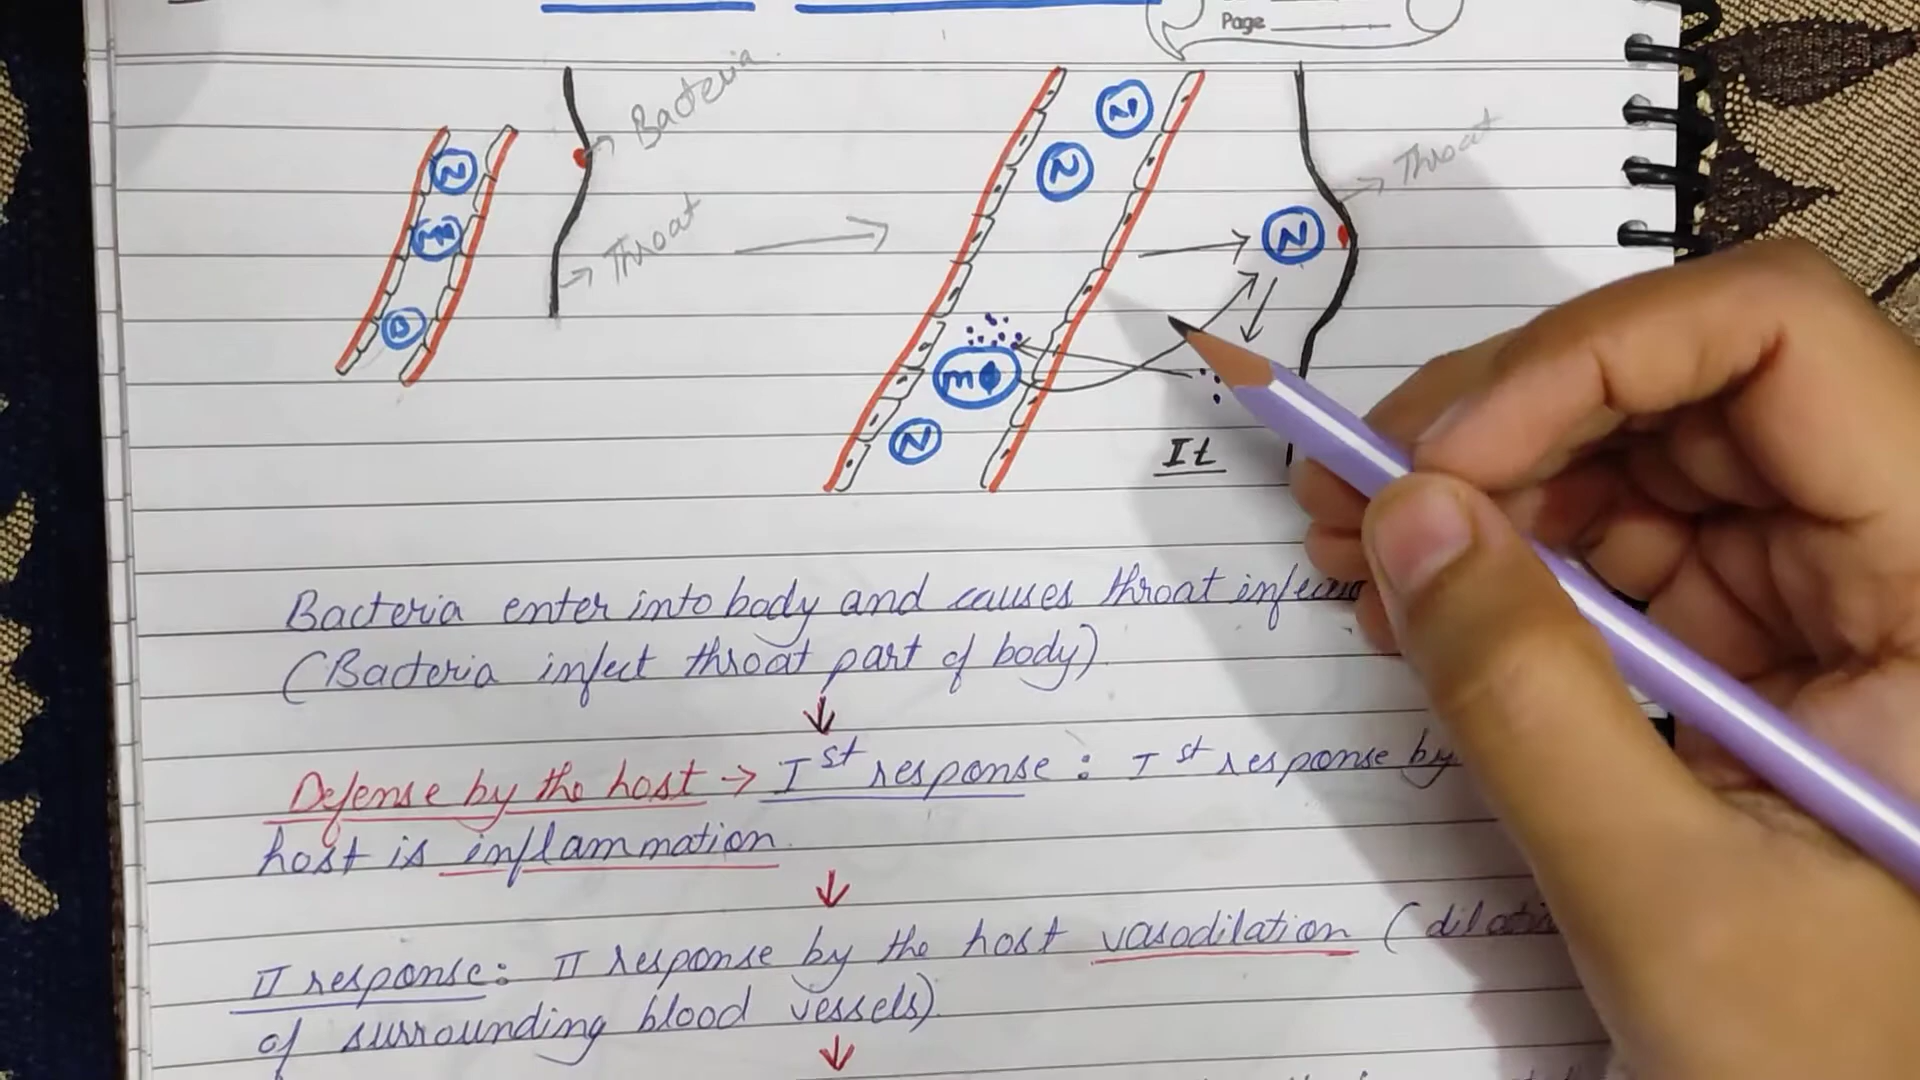 Page
Bacteria
Throat
N
D
N
N
N
Throat
mφ
N
It
Bacteria enter into body and causes throat
(Bacteria infect throat part of body)
Defense by the host → Ist response : Ist response by
host is inflammation
II response: II response by the host vasodilation (
of surrounding blood vessels).